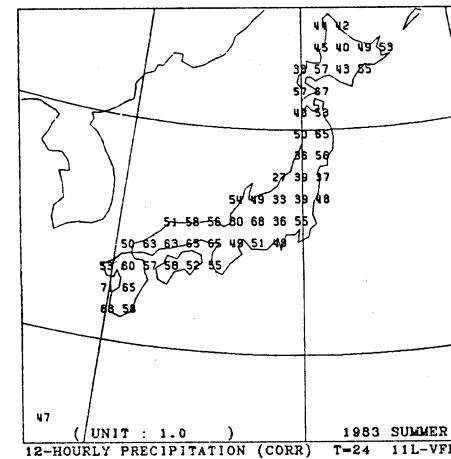 44 42
45 40 49 53
38 57 43 55
57 67
43 53
50 65
36 56
27 39 37
54 49 33 39 48
51 58 56 80 68 36 55
50 63 63 65 65 49 51 48
53 60 57 58 52 55
71 65
68 58
47
( UNIT : 1.0 ) 1983 SUMMER
12-HOURLY PRECIPITATION (CORR) T=24 11L-VFM